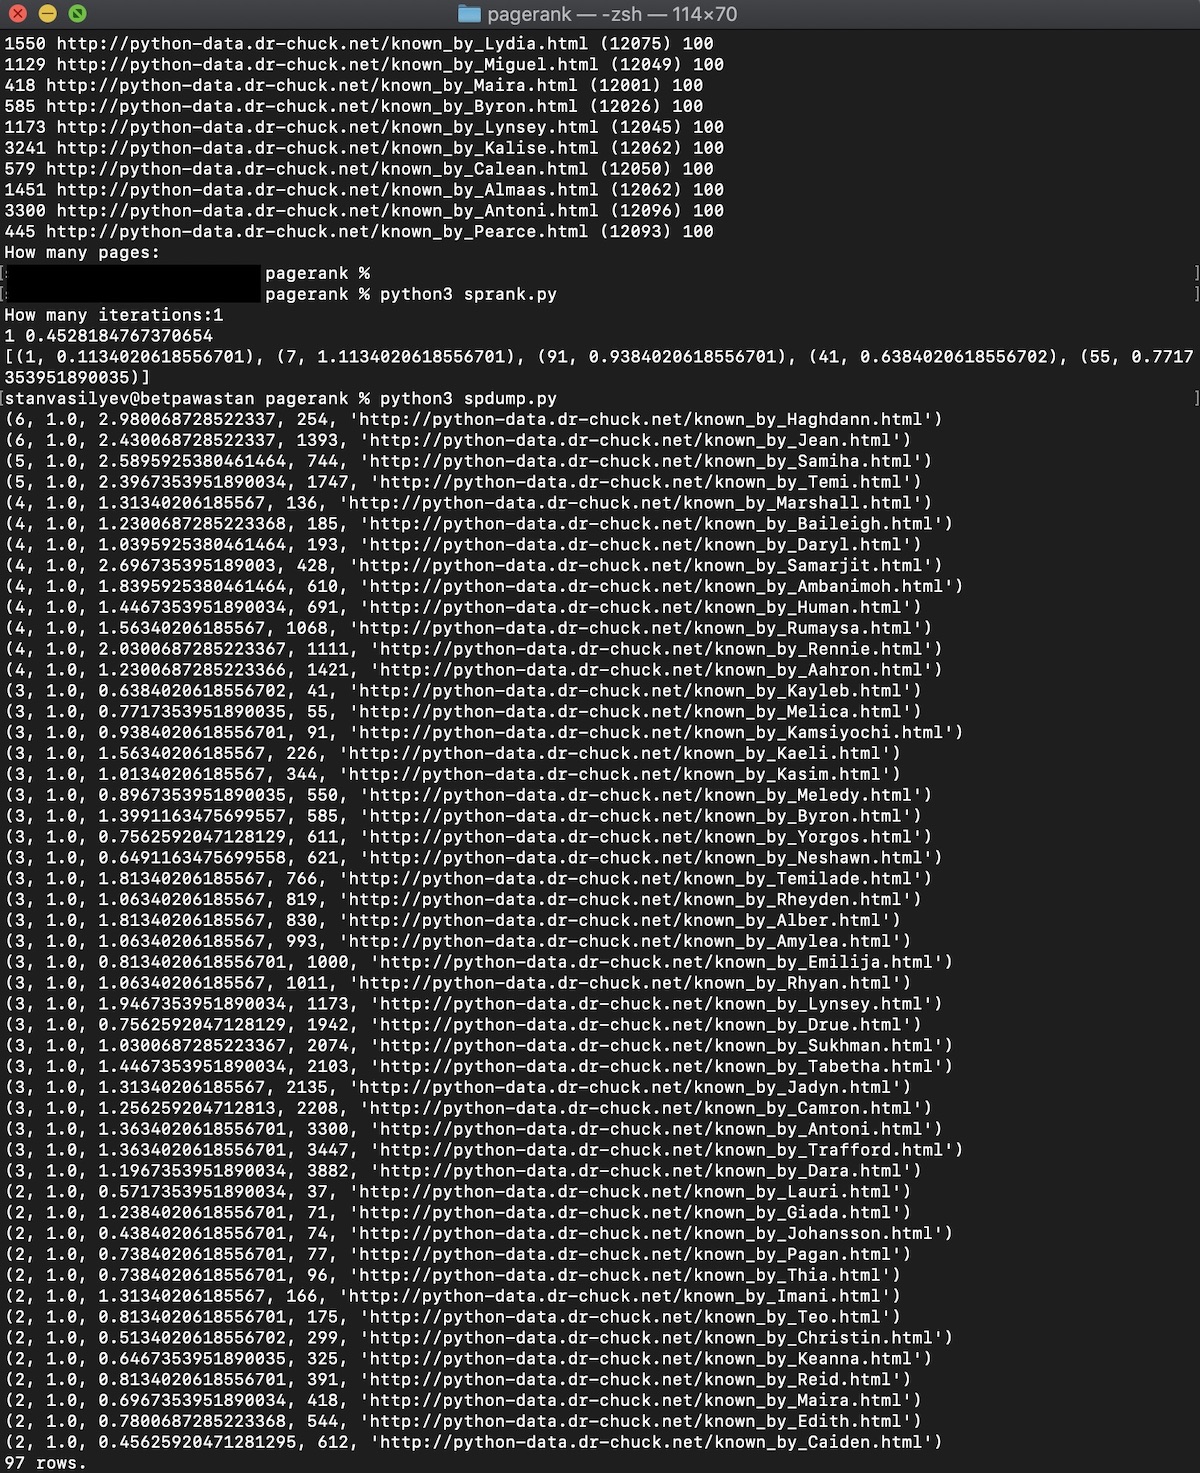 pagerank — -zsh — 114×70
1550 http://python-data.dr-chuck.net/known_by_Lydia.html (12075) 100
1129 http://python-data.dr-chuck.net/known_by_Miguel.html (12049) 100
418 http://python-data.dr-chuck.net/known_by_Maira.html (12001) 100
585 http://python-data.dr-chuck.net/known_by_Byron.html (12026) 100
1173 http://python-data.dr-chuck.net/known_by_Lynsey.html (12045) 100
3241 http://python-data.dr-chuck.net/known_by_Kalise.html (12062) 100
579 http://python-data.dr-chuck.net/known_by_Calean.html (12050) 100
1451 http://python-data.dr-chuck.net/known_by_Almaas.html (12062) 100
3300 http://python-data.dr-chuck.net/known_by_Antoni.html (12096) 100
445 http://python-data.dr-chuck.net/known_by_Pearce.html (12093) 100
How many pages:
[ pagerank % ]
[ pagerank % python3 sprank.py ]
How many iterations:1
1 0.4528184767370654
[(1, 0.1134020618556701), (7, 1.1134020618556701), (91, 0.9384020618556701), (41, 0.6384020618556702), (55, 0.7717
353951890035)]
[stanvasilyev@betpawastan pagerank % python3 spdump.py ]
(6, 1.0, 2.980068728522337, 254, 'http://python-data.dr-chuck.net/known_by_Haghdann.html')
(6, 1.0, 2.430068728522337, 1393, 'http://python-data.dr-chuck.net/known_by_Jean.html')
(5, 1.0, 2.5895925380461464, 744, 'http://python-data.dr-chuck.net/known_by_Samiha.html')
(5, 1.0, 2.3967353951890034, 1747, 'http://python-data.dr-chuck.net/known_by_Temi.html')
(4, 1.0, 1.31340206185567, 136, 'http://python-data.dr-chuck.net/known_by_Marshall.html')
(4, 1.0, 1.2300687285223368, 185, 'http://python-data.dr-chuck.net/known_by_Baileigh.html')
(4, 1.0, 1.0395925380461464, 193, 'http://python-data.dr-chuck.net/known_by_Daryl.html')
(4, 1.0, 2.696735395189003, 428, 'http://python-data.dr-chuck.net/known_by_Samarjit.html')
(4, 1.0, 1.8395925380461464, 610, 'http://python-data.dr-chuck.net/known_by_Ambanimoh.html')
(4, 1.0, 1.4467353951890034, 691, 'http://python-data.dr-chuck.net/known_by_Human.html')
(4, 1.0, 1.56340206185567, 1068, 'http://python-data.dr-chuck.net/known_by_Rumaysa.html')
(4, 1.0, 2.0300687285223367, 1111, 'http://python-data.dr-chuck.net/known_by_Rennie.html')
(4, 1.0, 1.2300687285223366, 1421, 'http://python-data.dr-chuck.net/known_by_Aahron.html')
(3, 1.0, 0.6384020618556702, 41, 'http://python-data.dr-chuck.net/known_by_Kayleb.html')
(3, 1.0, 0.7717353951890035, 55, 'http://python-data.dr-chuck.net/known_by_Melica.html')
(3, 1.0, 0.9384020618556701, 91, 'http://python-data.dr-chuck.net/known_by_Kamsiyochi.html')
(3, 1.0, 1.56340206185567, 226, 'http://python-data.dr-chuck.net/known_by_Kaeli.html')
(3, 1.0, 1.01340206185567, 344, 'http://python-data.dr-chuck.net/known_by_Kasim.html')
(3, 1.0, 0.8967353951890035, 550, 'http://python-data.dr-chuck.net/known_by_Meledy.html')
(3, 1.0, 1.3991163475699557, 585, 'http://python-data.dr-chuck.net/known_by_Byron.html')
(3, 1.0, 0.7562592047128129, 611, 'http://python-data.dr-chuck.net/known_by_Yorgos.html')
(3, 1.0, 0.6491163475699558, 621, 'http://python-data.dr-chuck.net/known_by_Neshawn.html')
(3, 1.0, 1.81340206185567, 766, 'http://python-data.dr-chuck.net/known_by_Temilade.html')
(3, 1.0, 1.06340206185567, 819, 'http://python-data.dr-chuck.net/known_by_Rheyden.html')
(3, 1.0, 1.81340206185567, 830, 'http://python-data.dr-chuck.net/known_by_Alber.html')
(3, 1.0, 1.06340206185567, 993, 'http://python-data.dr-chuck.net/known_by_Amylea.html')
(3, 1.0, 0.8134020618556701, 1000, 'http://python-data.dr-chuck.net/known_by_Emilija.html')
(3, 1.0, 1.06340206185567, 1011, 'http://python-data.dr-chuck.net/known_by_Rhyan.html')
(3, 1.0, 1.9467353951890034, 1173, 'http://python-data.dr-chuck.net/known_by_Lynsey.html')
(3, 1.0, 0.7562592047128129, 1942, 'http://python-data.dr-chuck.net/known_by_Drue.html')
(3, 1.0, 1.0300687285223367, 2074, 'http://python-data.dr-chuck.net/known_by_Sukhman.html')
(3, 1.0, 1.4467353951890034, 2103, 'http://python-data.dr-chuck.net/known_by_Tabetha.html')
(3, 1.0, 1.31340206185567, 2135, 'http://python-data.dr-chuck.net/known_by_Jadyn.html')
(3, 1.0, 1.256259204712813, 2208, 'http://python-data.dr-chuck.net/known_by_Camron.html')
(3, 1.0, 1.3634020618556701, 3300, 'http://python-data.dr-chuck.net/known_by_Antoni.html')
(3, 1.0, 1.3634020618556701, 3447, 'http://python-data.dr-chuck.net/known_by_Trafford.html')
(3, 1.0, 1.1967353951890034, 3882, 'http://python-data.dr-chuck.net/known_by_Dara.html')
(2, 1.0, 0.5717353951890034, 37, 'http://python-data.dr-chuck.net/known_by_Lauri.html')
(2, 1.0, 1.2384020618556701, 71, 'http://python-data.dr-chuck.net/known_by_Giada.html')
(2, 1.0, 0.4384020618556701, 74, 'http://python-data.dr-chuck.net/known_by_Johansson.html')
(2, 1.0, 0.7384020618556701, 77, 'http://python-data.dr-chuck.net/known_by_Pagan.html')
(2, 1.0, 0.7384020618556701, 96, 'http://python-data.dr-chuck.net/known_by_Thia.html')
(2, 1.0, 1.31340206185567, 166, 'http://python-data.dr-chuck.net/known_by_Imani.html')
(2, 1.0, 0.8134020618556701, 175, 'http://python-data.dr-chuck.net/known_by_Teo.html')
(2, 1.0, 0.5134020618556702, 299, 'http://python-data.dr-chuck.net/known_by_Christin.html')
(2, 1.0, 0.6467353951890035, 325, 'http://python-data.dr-chuck.net/known_by_Keanna.html')
(2, 1.0, 0.8134020618556701, 391, 'http://python-data.dr-chuck.net/known_by_Reid.html')
(2, 1.0, 0.6967353951890034, 418, 'http://python-data.dr-chuck.net/known_by_Maira.html')
(2, 1.0, 0.7800687285223368, 544, 'http://python-data.dr-chuck.net/known_by_Edith.html')
(2, 1.0, 0.45625920471281295, 612, 'http://python-data.dr-chuck.net/known_by_Caiden.html')
97 rows.